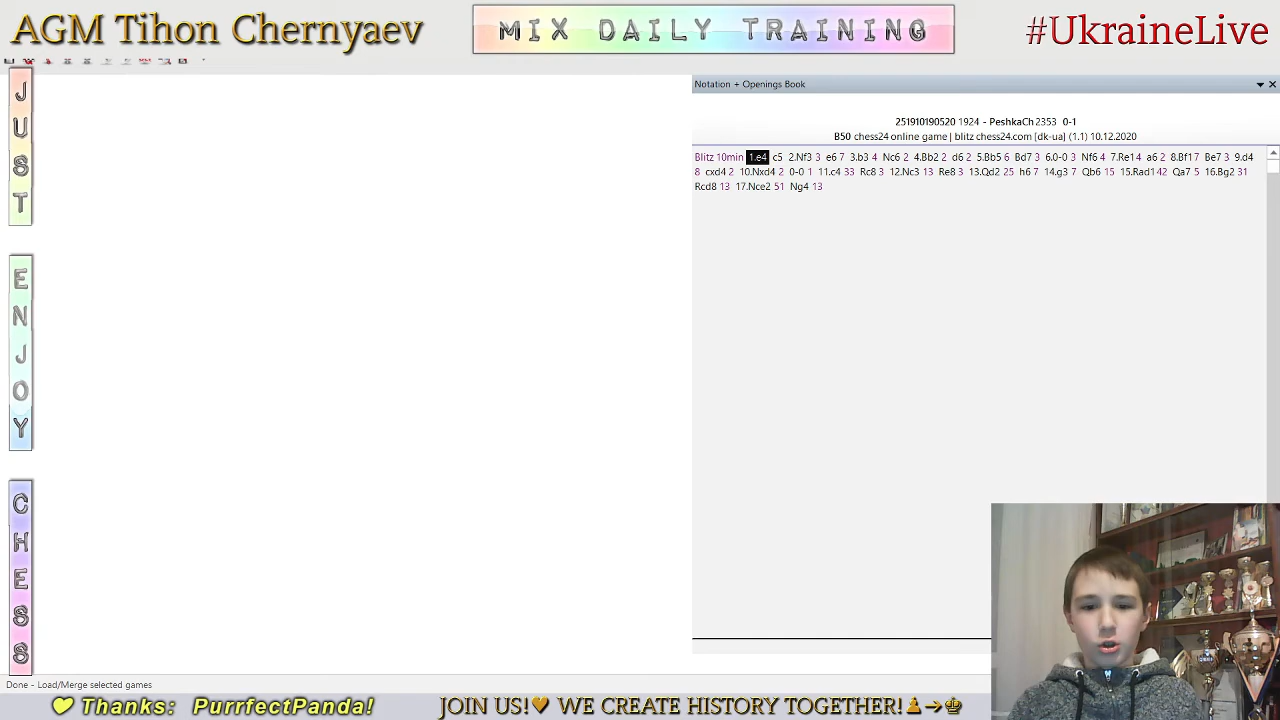 AGM Tihon Chernyaev
MIX DAILY TRAINING
#UkraineLive
JUST
ENJOY
CHESS
Notation + Openings Book
251910190520 1924 - PeshkaCh 2353 0-1
B50 chess24 online game | blitz chess24.com [dk-ua] (1.1) 10.12.2020
Blitz 10min 1.e4 c5 2.Nf3 3 e6 7 3.b3 4 Nc6 2 4.Bb2 2 d6 2 5.Bb5 6 Bd7 3 6.0-0 3 Nf6 4 7.Re1 4 a6 2 8.Bf1 7 Be7 3 9.d4
8 cxd4 2 10.Nxd4 2 0-0 1 11.c4 33 Rc8 3 12.Nc3 13 Re8 3 13.Qd2 25 h6 7 14.g3 7 Qb6 15 15.Rad1 42 Qa7 5 16.Bg2 31
Rcd8 13 17.Nce2 51 Ng4 13
Done - Load/Merge selected games
Thanks: PurrfectPanda!
JOIN US! WE CREATE HISTORY TOGETHER!